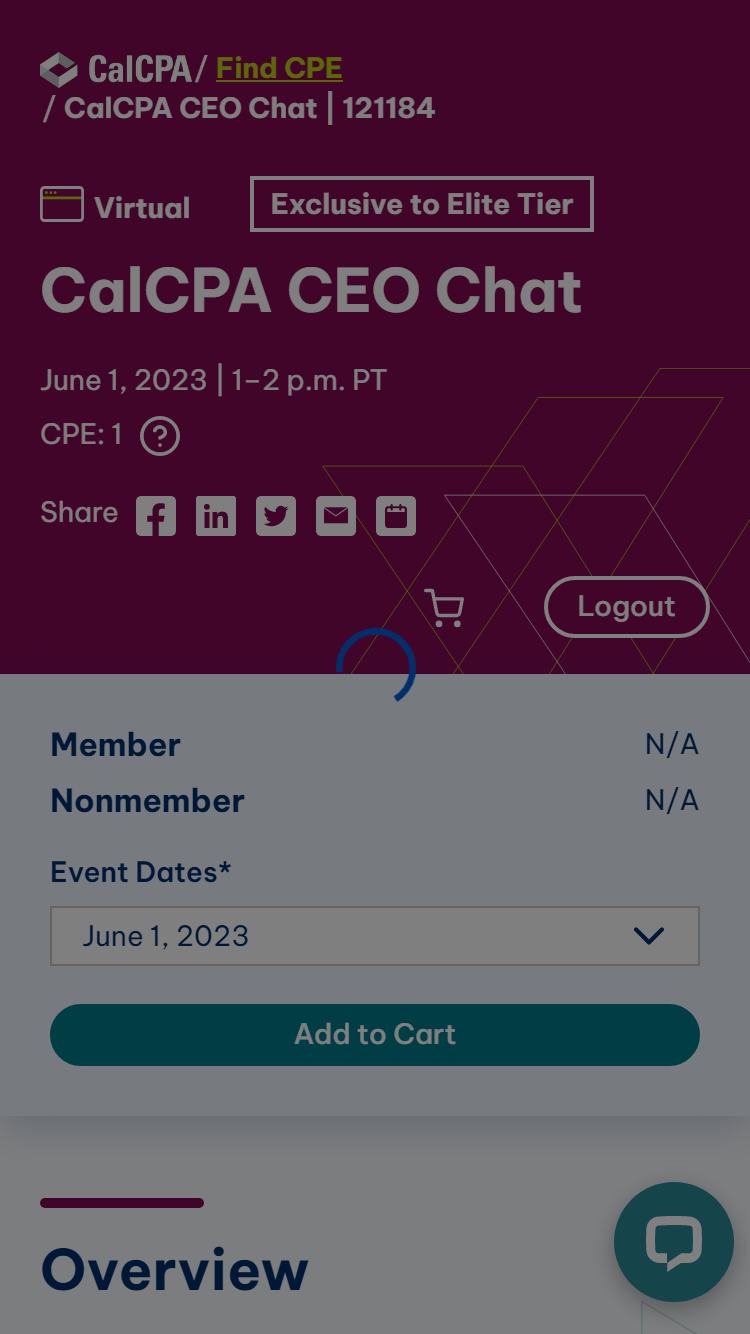 CalCPA / Find CPE
/ CalCPA CEO Chat | 121184
Virtual
Exclusive to Elite Tier
CalCPA CEO Chat
June 1, 2023 | 1–2 p.m. PT
CPE: 1 ?
Share
Logout
Member N/A
Nonmember N/A
Event Dates*
June 1, 2023
Add to Cart
Overview